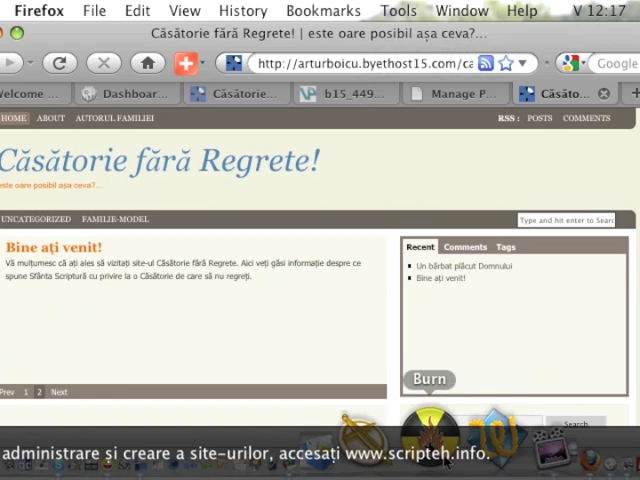 Firefox File Edit View History Bookmarks Tools Window Help V 12:17
Căsătorie fără Regrete! | este oare posibil așa ceva?...
http://arturboicu.byethost15.com/ca Google
Welcome ... Dashboar... Căsătorie... b15_449... Manage P... Căsăto...
HOME ABOUT AUTORUL FAMILIEI RSS : POSTS COMMENTS
Căsătorie fără Regrete!
este oare posibil așa ceva?...
UNCATEGORIZED FAMILIE-MODEL Type and hit enter to Searc
Bine ați venit!
Vă mulțumesc că ați ales să vizitați site-ul Căsătorie fără Regrete. Aici veți găsi informație despre ce
spune Sfânta Scriptură cu privire la o Căsătorie de care să nu regreți.
Recent Comments Tags
Un bărbat plăcut Domnului
Bine ați venit!
Prev 1 2 Next
Burn
Search
administrare și creare a site-urilor, accesați www.scripteh.info.